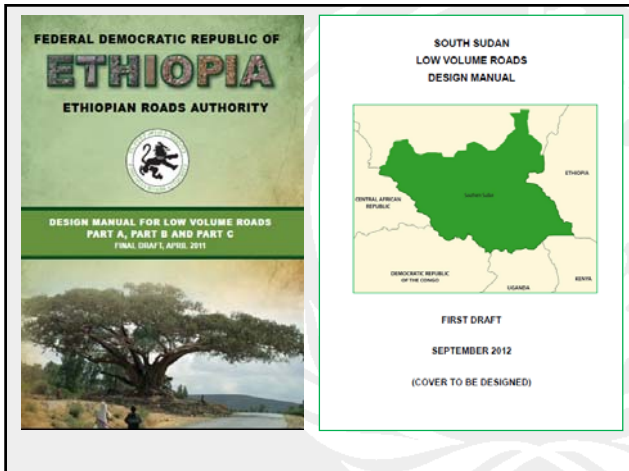 FEDERAL DEMOCRATIC REPUBLIC OF
ETHIOPIA
ETHIOPIAN ROADS AUTHORITY
DESIGN MANUAL FOR LOW VOLUME ROADS
PART A, PART B AND PART C
FINAL DRAFT, APRIL 2011
SOUTH SUDAN
LOW VOLUME ROADS
DESIGN MANUAL
ETHIOPIA
CENTRAL AFRICAN
REPUBLIC
South Sudan
DEMOCRATIC REPUBLIC
OF THE CONGO
UGANDA
KENYA
FIRST DRAFT
SEPTEMBER 2012
(COVER TO BE DESIGNED)